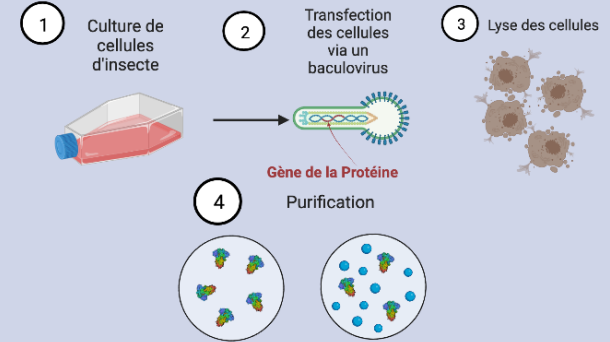 1
Culture de
cellules
d'insecte
2
Transfection
des cellules
via un
baculovirus
Gène de la Protéine
3
Lyse des cellules
4
Purification